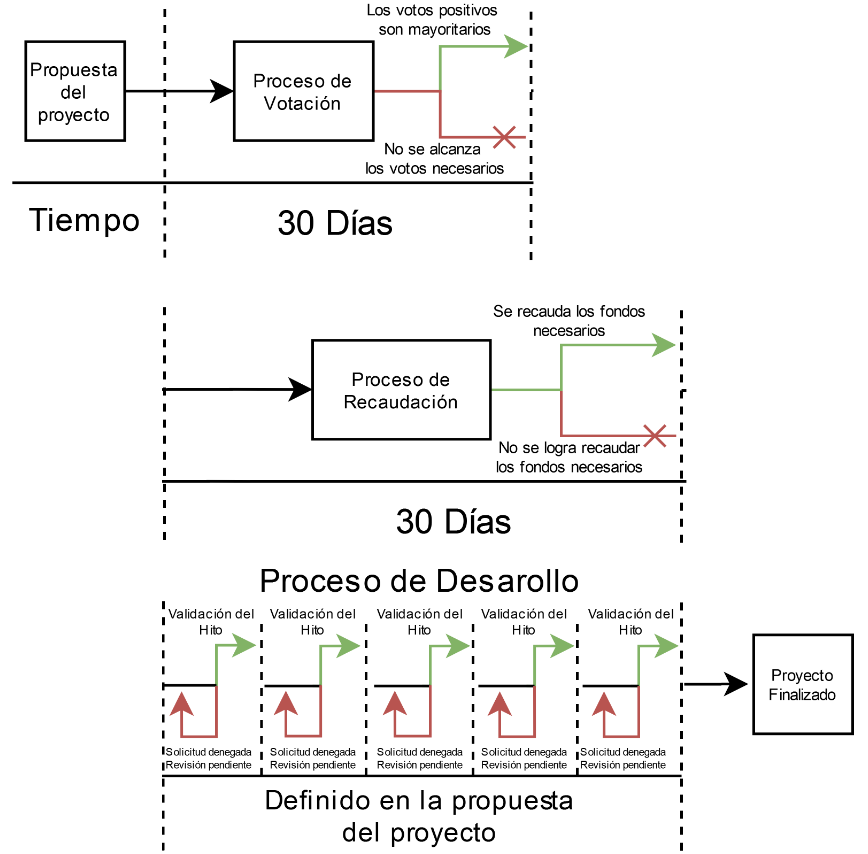 Los votos positivos
son mayoritarios
Propuesta
del
proyecto
Proceso de
Votación
No se alcanza
los votos necesarios
Tiempo
30 Días
Se recauda los fondos
necesarios
Proceso de
Recaudación
No se logra recaudar
los fondos necesarios
30 Días
Proceso de Desarollo
Validación del
Hito
Validación del
Hito
Validación del
Hito
Validación del
Hito
Validación del
Hito
Proyecto
Finalizado
Solicitud denegada
Revisión pendiente
Solicitud denegada
Revisión pendiente
Solicitud denegada
Revisión pendiente
Solicitud denegada
Revisión pendiente
Solicitud denegada
Revisión pendiente
Definido en la propuesta
del proyecto